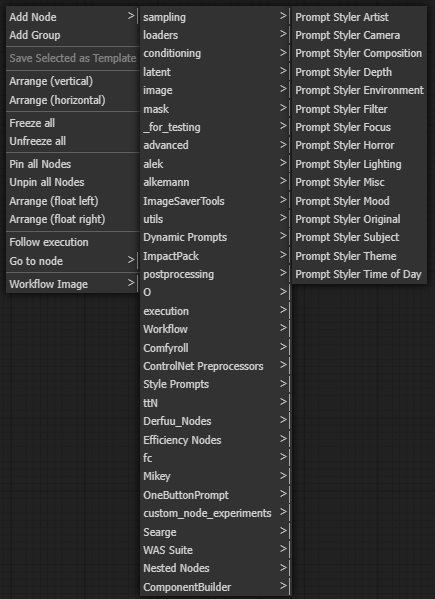 Add Node >
Add Group
Save Selected as Template
Arrange (vertical)
Arrange (horizontal)
Freeze all
Unfreeze all
Pin all Nodes
Unpin all Nodes
Arrange (float left)
Arrange (float right)
Follow execution
Go to node >
Workflow Image >
sampling >
loaders >
conditioning >
latent >
image >
mask >
_for_testing >
advanced >
alek >
alkemann >
ImageSaverTools >
utils >
Dynamic Prompts >
ImpactPack >
postprocessing >
O >
execution >
Workflow >
Comfyroll >
ControlNet Preprocessors >
Style Prompts >
ttN >
Derfuu_Nodes >
Efficiency Nodes >
fc >
Mikey >
OneButtonPrompt >
custom_node_experiments >
Searge >
WAS Suite >
Nested Nodes >
ComponentBuilder >
Prompt Styler Artist
Prompt Styler Camera
Prompt Styler Composition
Prompt Styler Depth
Prompt Styler Environment
Prompt Styler Filter
Prompt Styler Focus
Prompt Styler Horror
Prompt Styler Lighting
Prompt Styler Misc
Prompt Styler Mood
Prompt Styler Original
Prompt Styler Subject
Prompt Styler Theme
Prompt Styler Time of Day